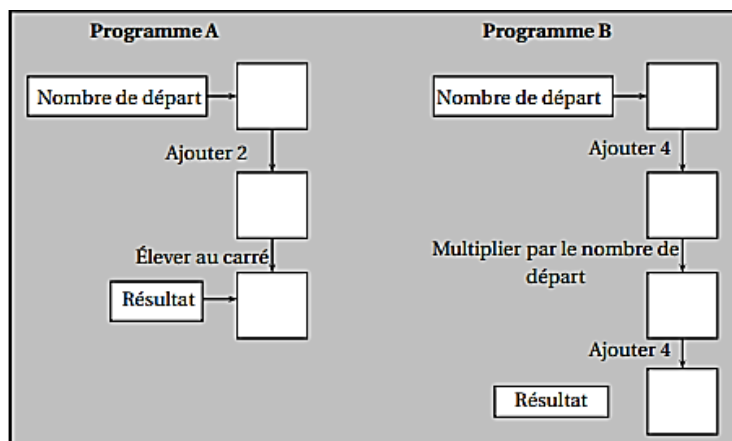 Programme A
Nombre de départ
Ajouter 2
Élever au carré
Résultat
Programme B
Nombre de départ
Ajouter 4
Multiplier par le nombre de
départ
Ajouter 4
Résultat